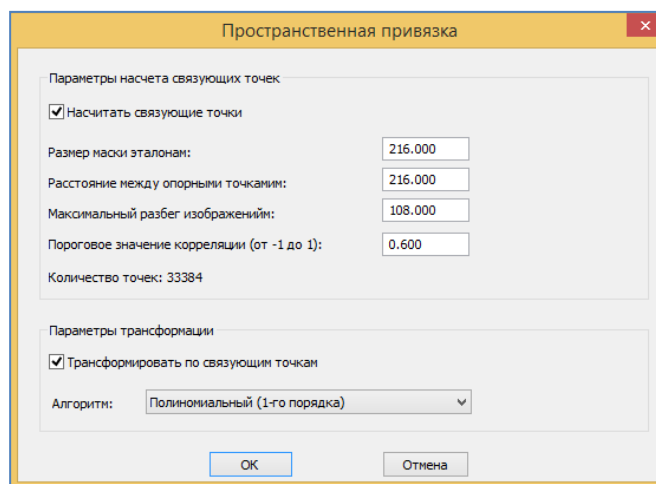 Пространственная привязка
Параметры насчета связующих точек
Насчитать связующие точки
Размер маски эталонам: 216.000
Расстояние между опорными точкамим: 216.000
Максимальный разбег изображенийм: 108.000
Пороговое значение корреляции (от -1 до 1): 0.600
Количество точек: 33384
Параметры трансформации
Трансформировать по связующим точкам
Алгоритм: Полиномиальный (1-го порядка)
ОК Отмена